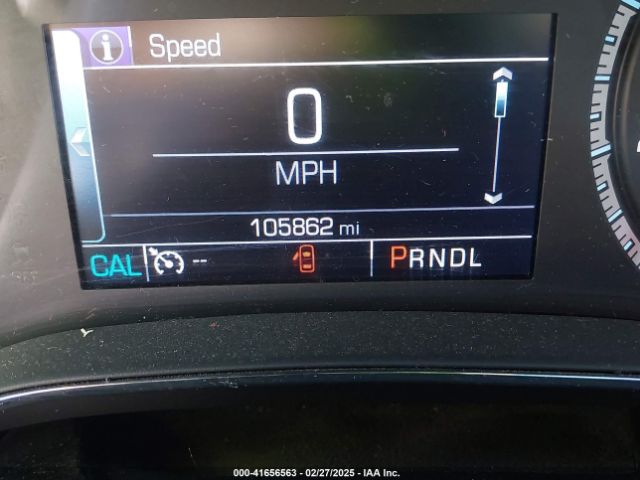 i Speed
0
MPH
105862 mi
CAL -- PRNDL
000-41656563 - 02/27/2025 - IAA Inc.